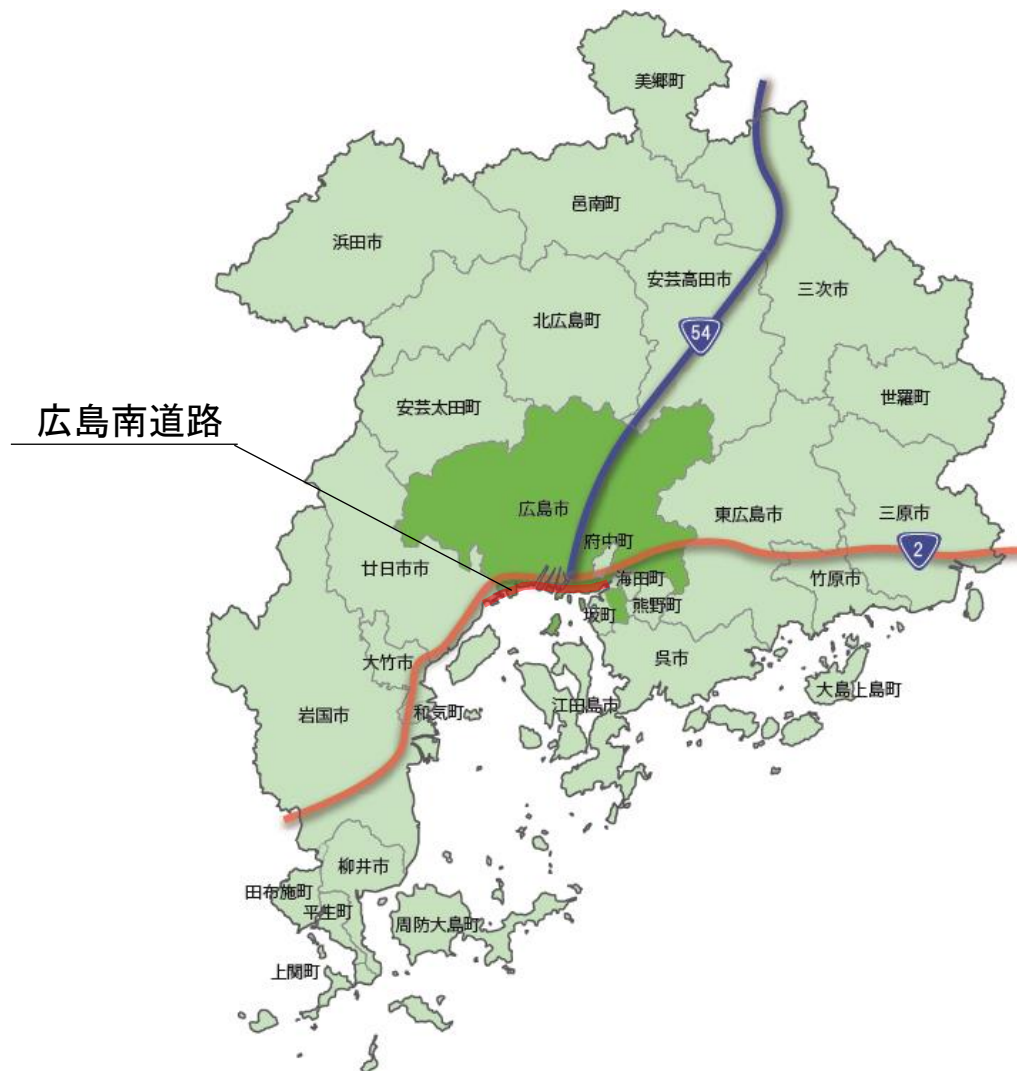 美郷町
邑南町
浜田市
安芸高田市
三次市
北広島町
54
世羅町
安芸太田町
広島南道路
広島市
東広島市
三原市
府中町
2
廿日市市
海田町
竹原市
熊野町
坂町
呉市
大竹市
大島上島町
岩国市
和気町
江田島市
柳井市
田布施町
平生町
周防大島町
上関町